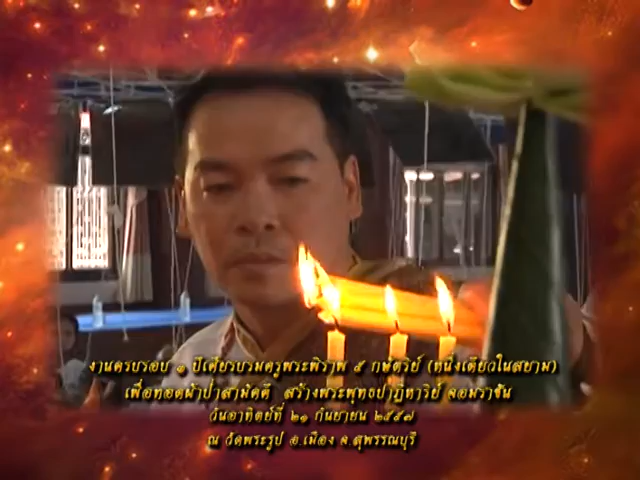 งานครบรอบ ๑ ปีเศียรบรมครูพระพิราพ ๕ กษัตริย์ (หนึ่งเดียวในสยาม)
เพื่อทอดผ้าป่าสามัคคี สร้างพระพุทธปาฏิหาริย์ จอมราชัน
วันอาทิตย์ที่ ๒๑ กันยายน ๒๕๕๗
ณ วัดพระรูป อ.เมือง จ.สุพรรณบุรี